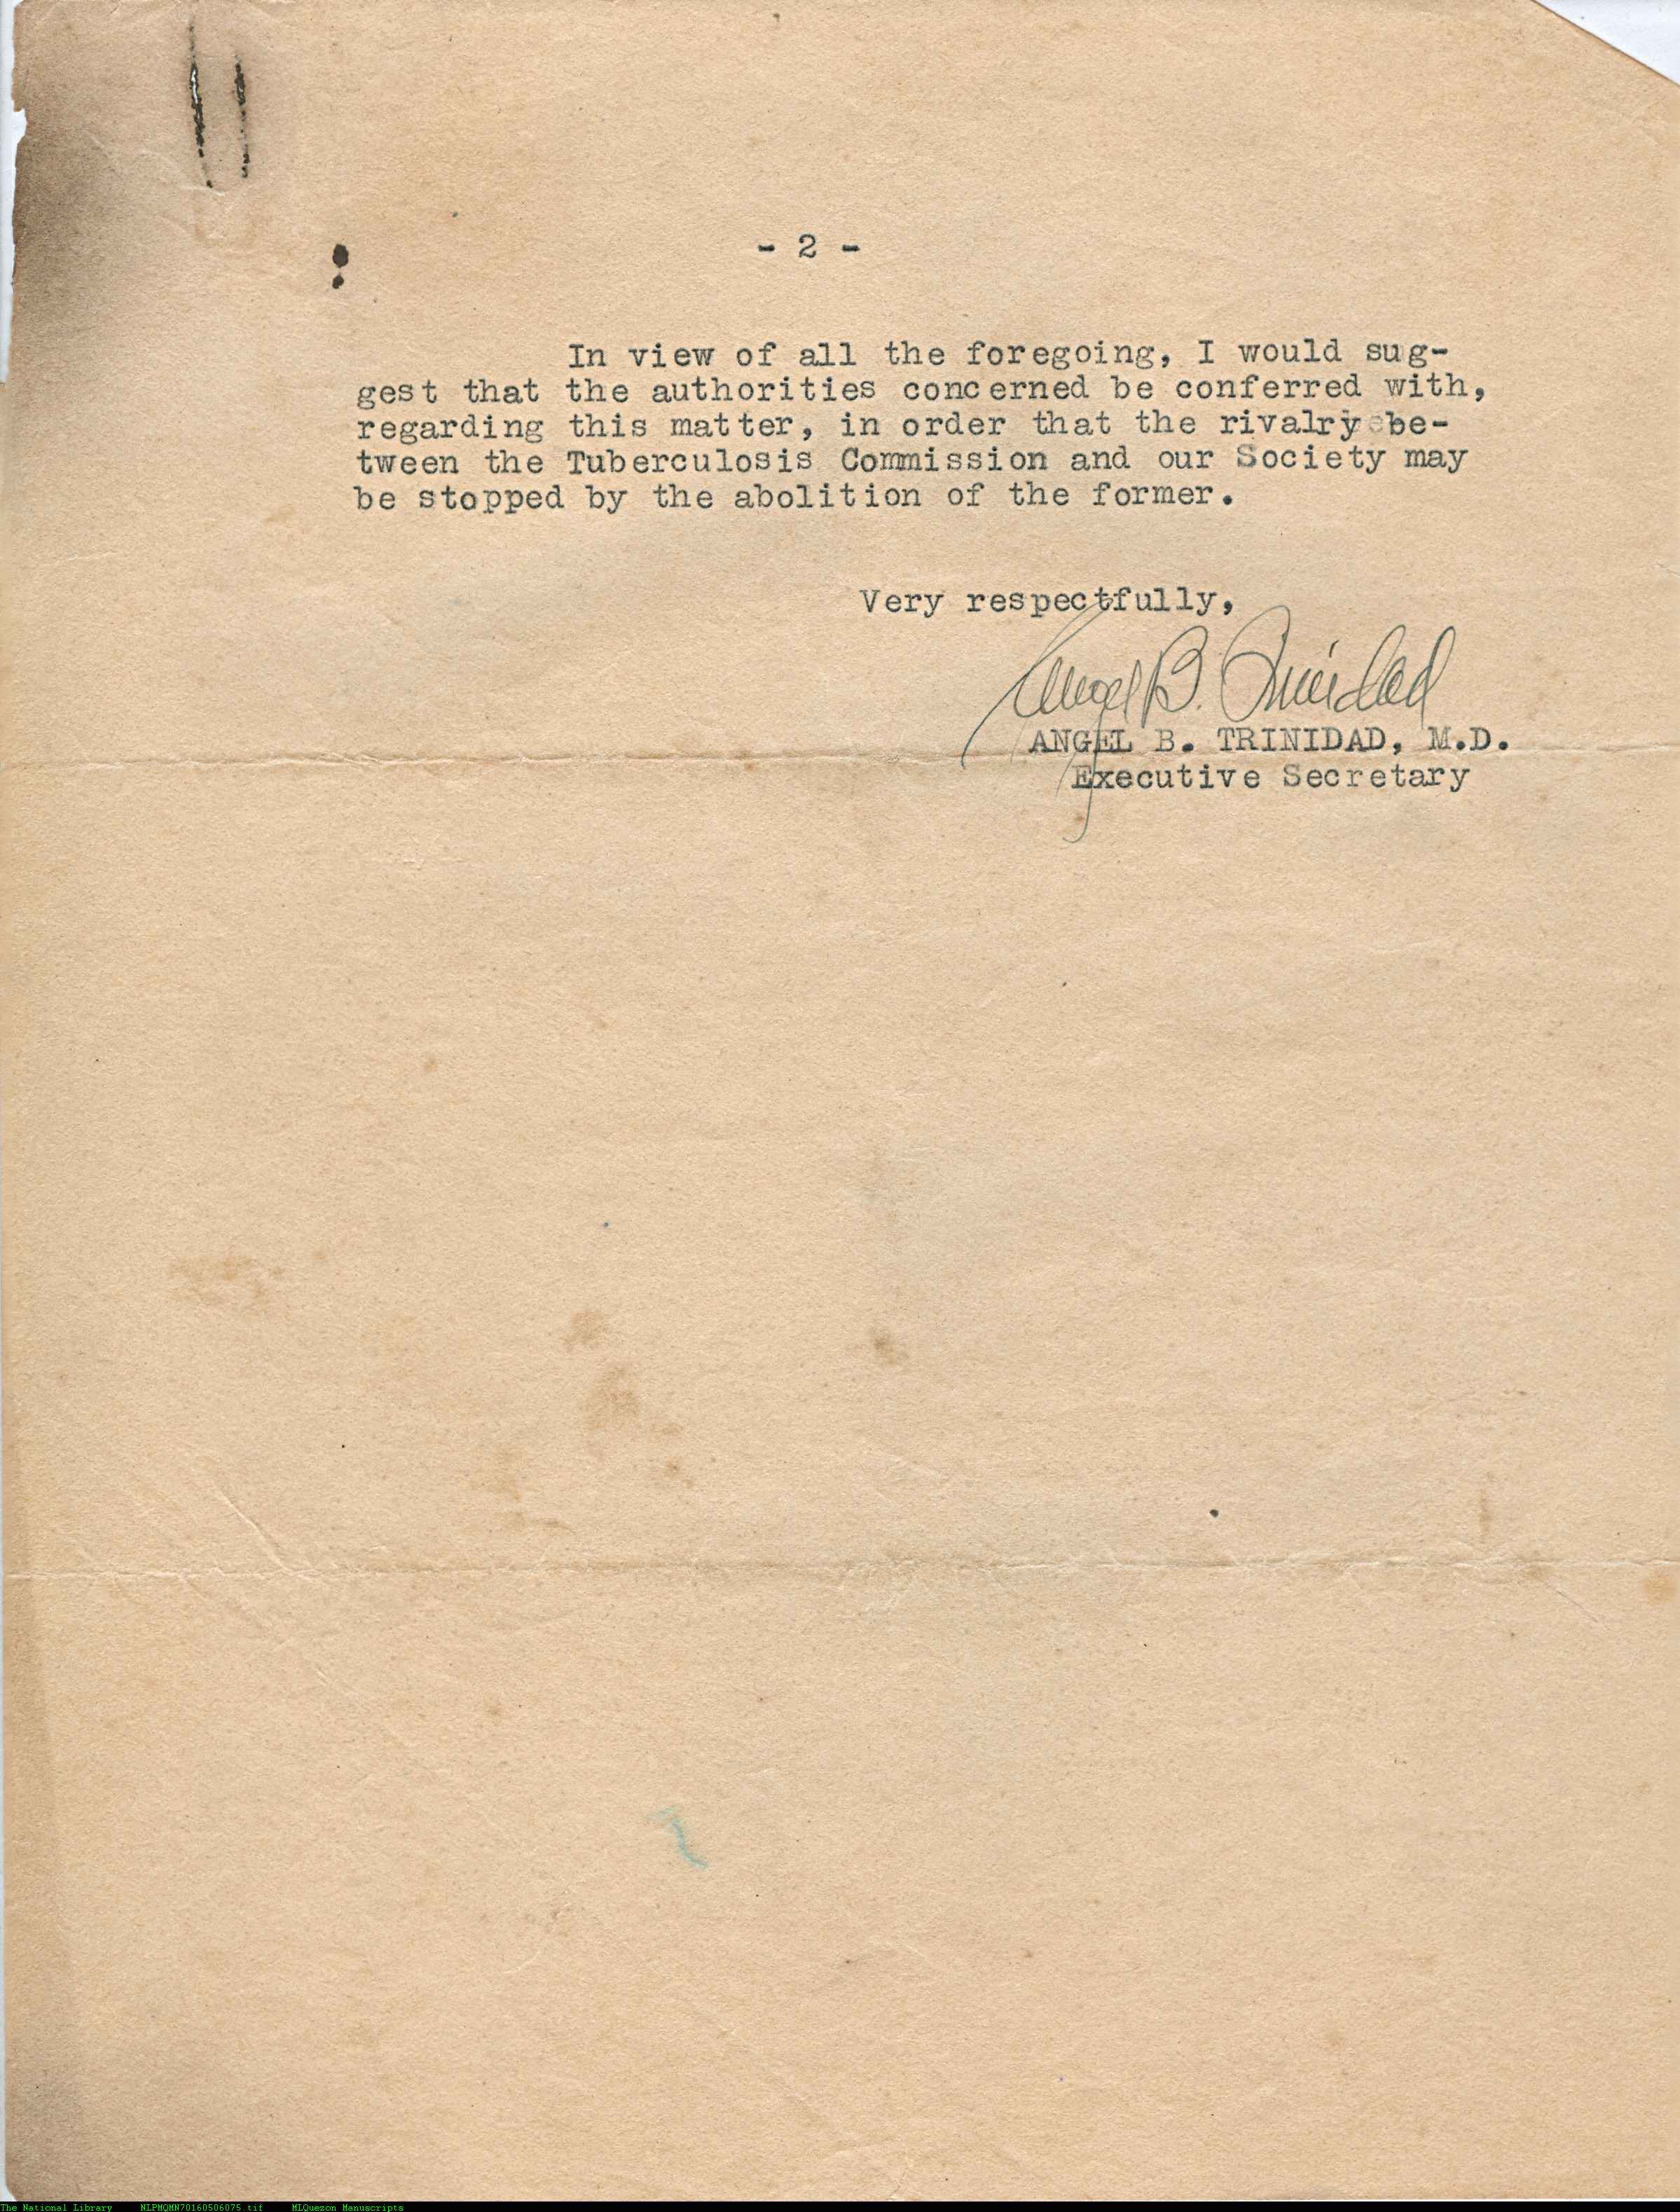 - 2 -
In view of all the foregoing, I would sug-
gest that the authorities concerned be conferred with,
regarding this matter, in order that the rivalry be-
tween the Tuberculosis Commission and our Society may
be stopped by the abolition of the former.
Very respectfully,
Angel B. Trinidad
ANGEL B. TRINIDAD, M.D.
Executive Secretary
The National Library NLPMQMN70160506075.tif MLQuezon Manuscripts